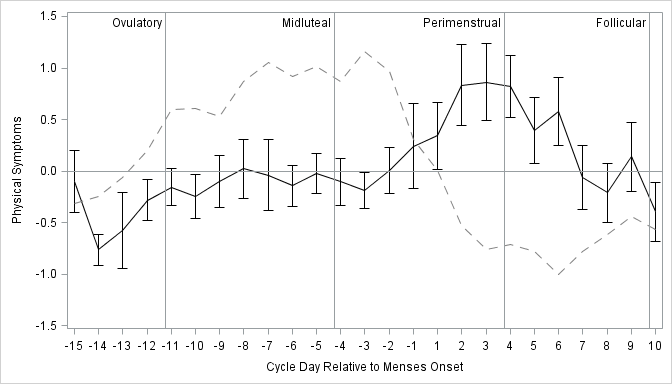 Ovulatory Midluteal Perimenstrual Follicular
1.5
1.0
0.5
0.0
-0.5
-1.0
-1.5
Physical Symptoms
-15 -14 -13 -12 -11 -10 -9 -8 -7 -6 -5 -4 -3 -2 -1 1 2 3 4 5 6 7 8 9 10
Cycle Day Relative to Menses Onset